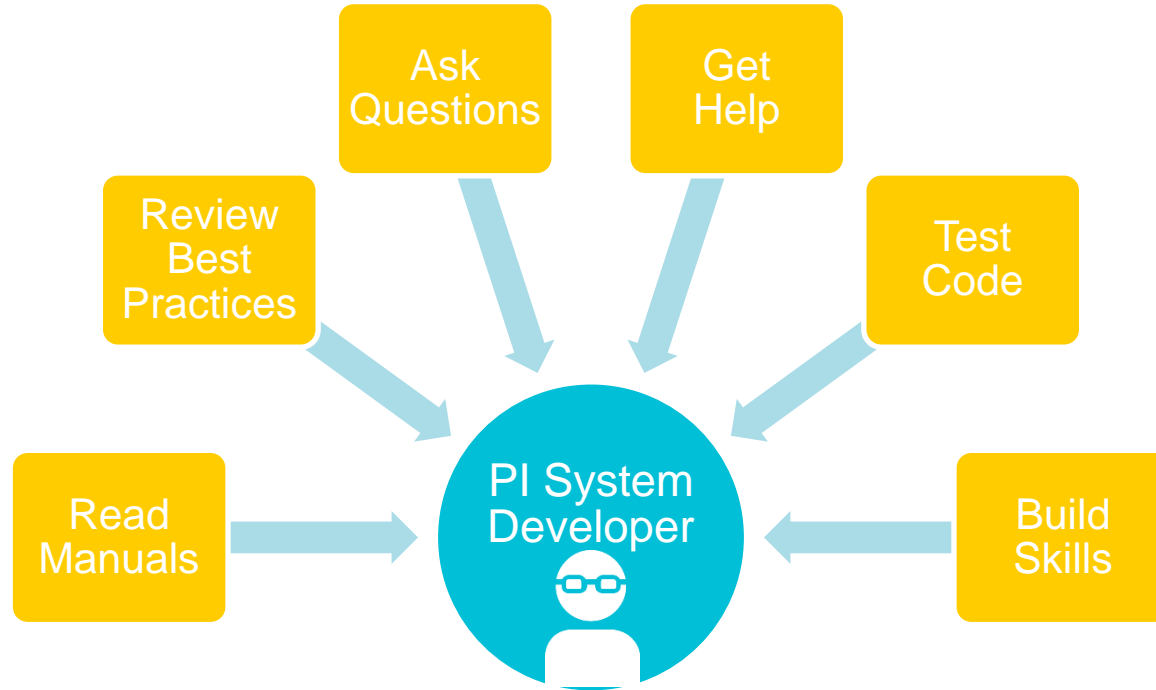 Ask
Questions
Get
Help
Review
Best
Practices
Test
Code
Read
Manuals
PI System
Developer
Build
Skills